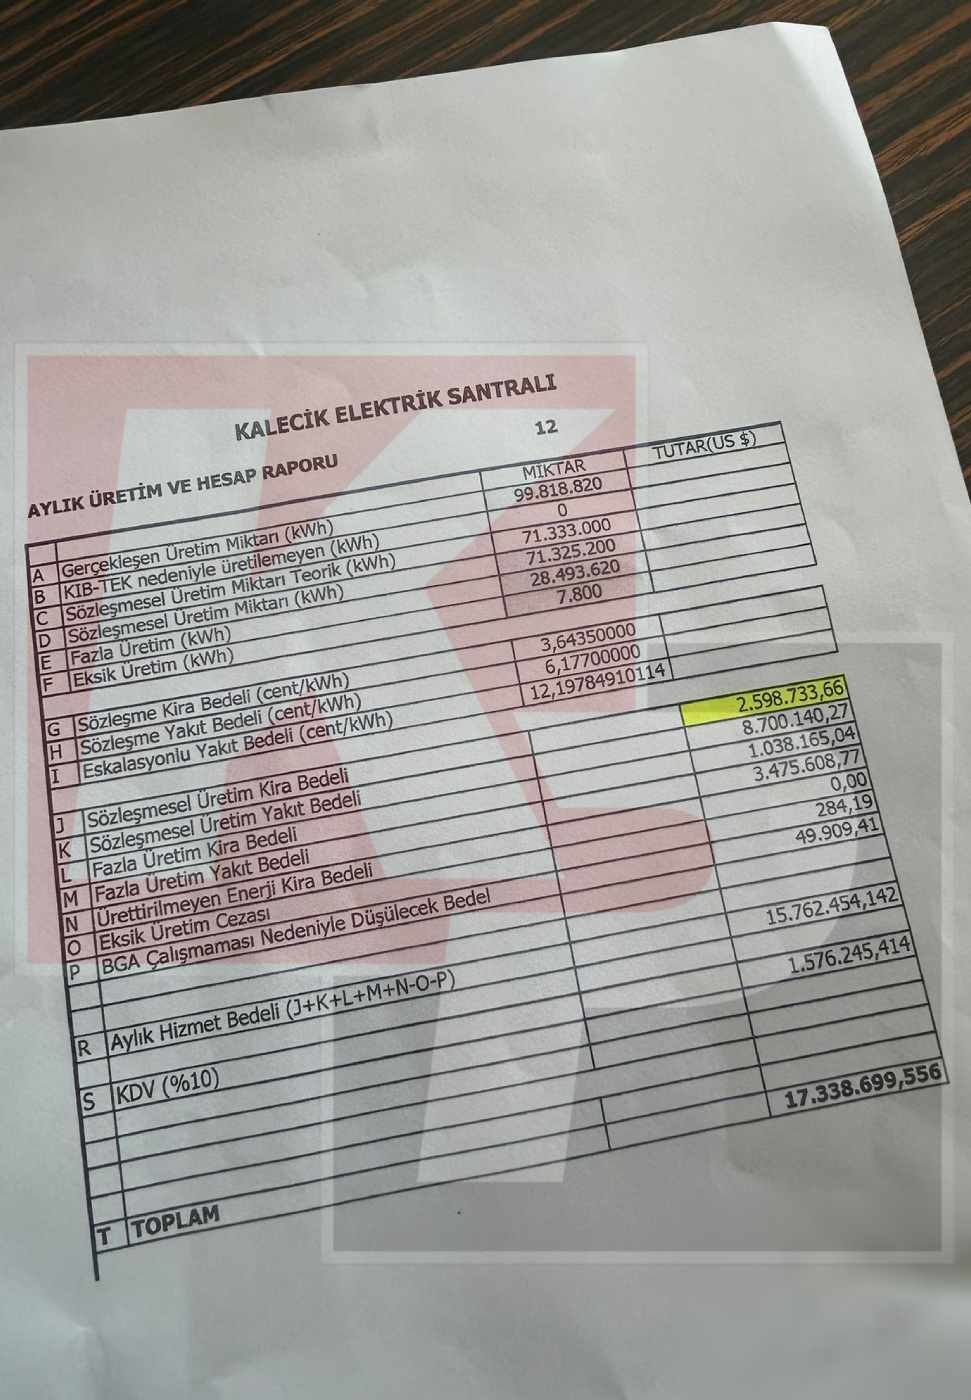 KALECİK ELEKTRİK SANTRALI
12
AYLIK ÜRETİM VE HESAP RAPORU
MIKTAR TUTAR(US $)
A Gerçekleşen Üretim Miktarı (kWh) 99.818.820
B KIB-TEK nedeniyle üretilemeyen (kWh) 0
C Sözleşmesel Üretim Miktarı Teorik (kWh) 71.333.000
D Sözleşmesel Üretim Miktarı (kWh) 71.325.200
E Fazla Üretim (kWh) 28.493.620
F Eksik Üretim (kWh) 7.800
G Sözleşme Kira Bedeli (cent/kWh) 3,64350000
H Sözleşme Yakıt Bedeli (cent/kWh) 6,17700000
I Eskalasyonlu Yakıt Bedeli (cent/kWh) 12,19784910114
J Sözleşmesel Üretim Kira Bedeli 2.598.733,66
K Sözleşmesel Üretim Yakıt Bedeli 8.700.140,27
L Fazla Üretim Kira Bedeli 1.038.165,04
M Fazla Üretim Yakıt Bedeli 3.475.608,77
N Ürettirilmeyen Enerji Kira Bedeli 0,00
O Eksik Üretim Cezası 284,19
P BGA Çalışmaması Nedeniyle Düşülecek Bedel 49.909,41
R Aylık Hizmet Bedeli (J+K+L+M+N-O-P) 15.762.454,142
S KDV (%10) 1.576.245,414
T TOPLAM 17.338.699,556